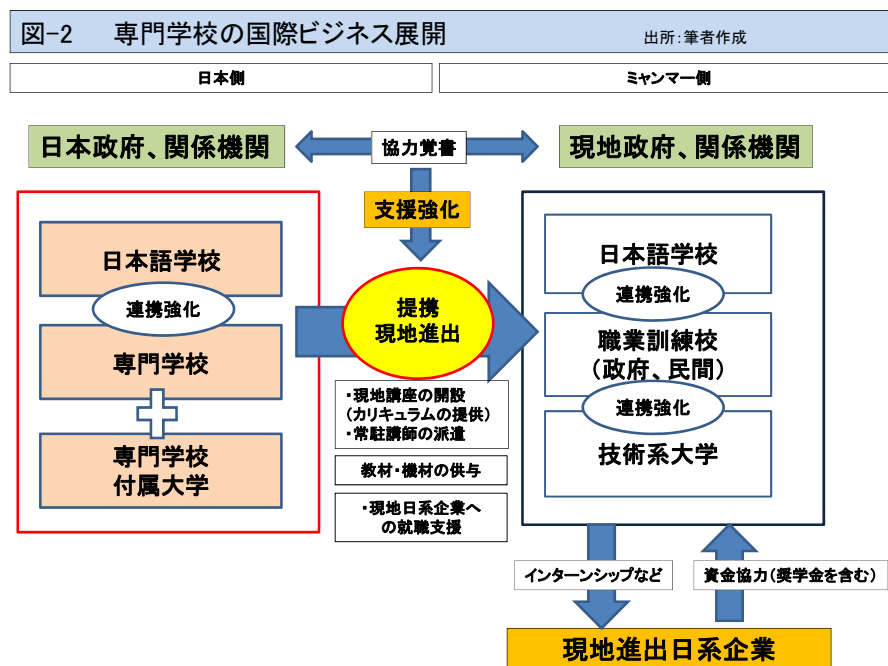 図-2 専門学校の国際ビジネス展開 出所:筆者作成
日本側
ミャンマー側
日本政府、関係機関
協力覚書
現地政府、関係機関
支援強化
日本語学校
連携強化
専門学校
専門学校
付属大学
提携
現地進出
・現地講座の開設
(カリキュラムの提供)
・常駐講師の派遣
教材・機材の供与
・現地日系企業へ
の就職支援
日本語学校
連携強化
職業訓練校
(政府、民間)
連携強化
技術系大学
インターンシップなど
資金協力(奨学金を含む)
現地進出日系企業